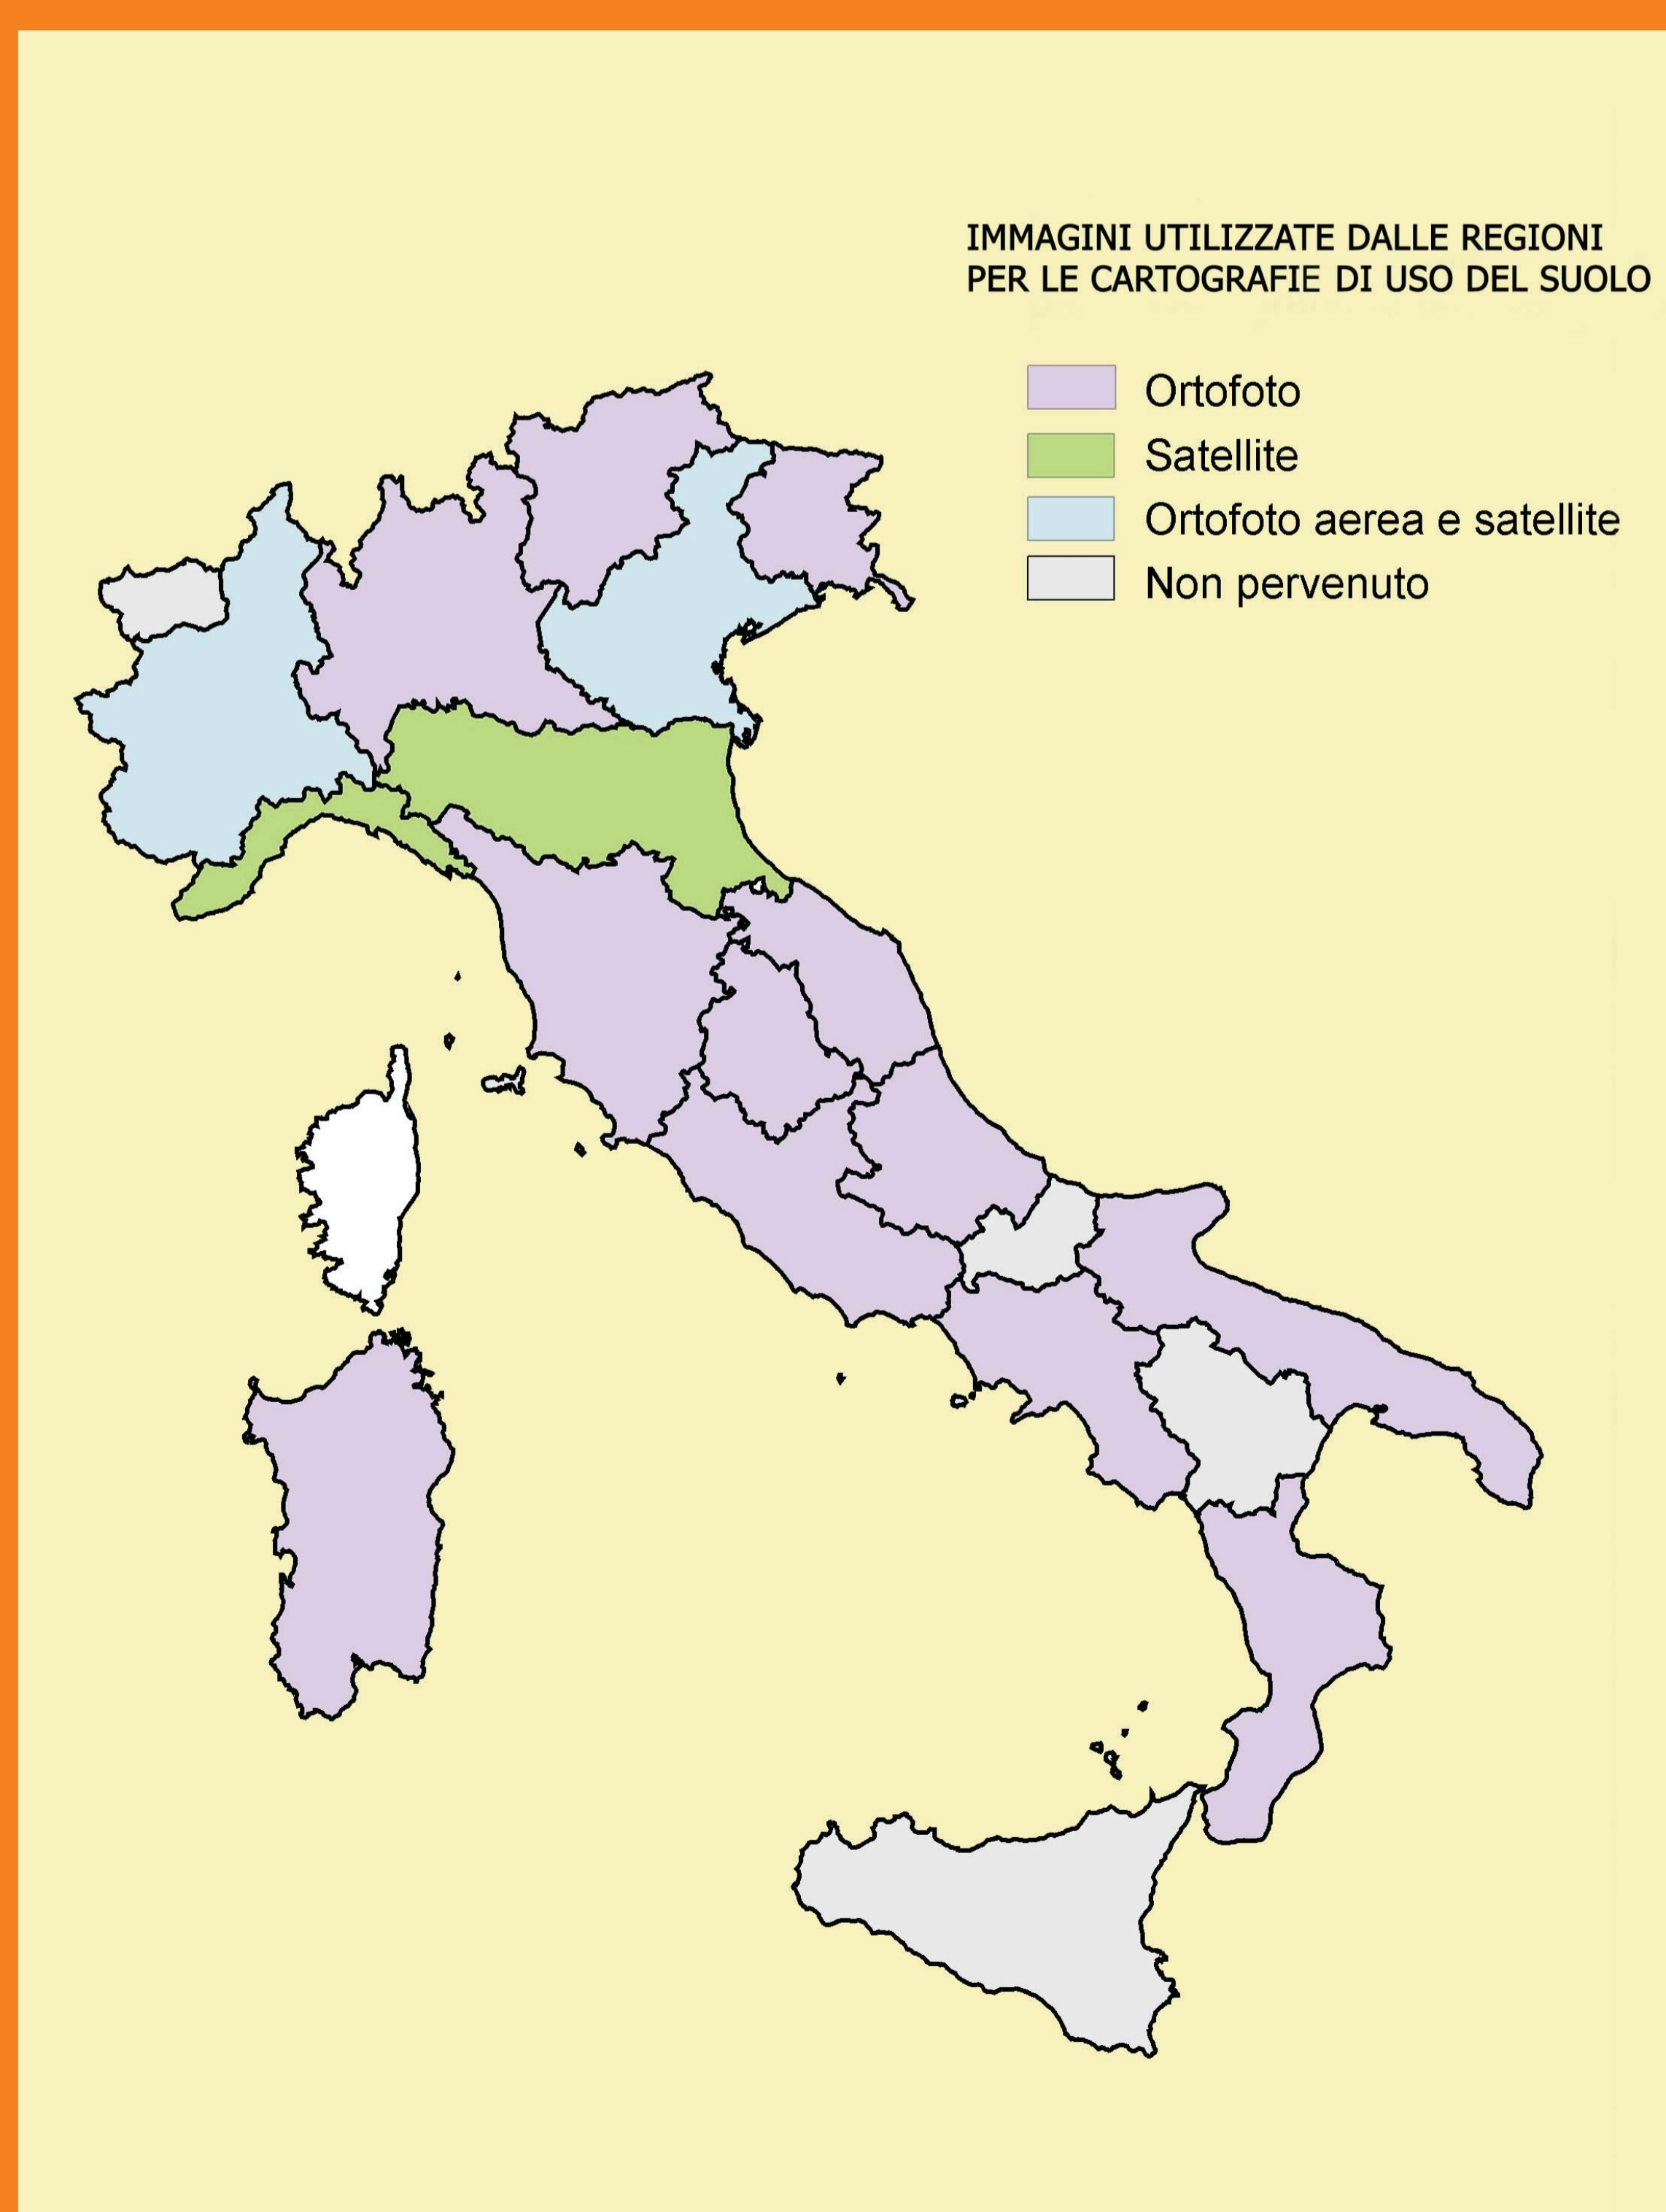 IMMAGINI UTILIZZATE DALLE REGIONI
PER LE CARTOGRAFIE DI USO DEL SUOLO
Ortofoto
Satellite
Ortofoto aerea e satellite
Non pervenuto